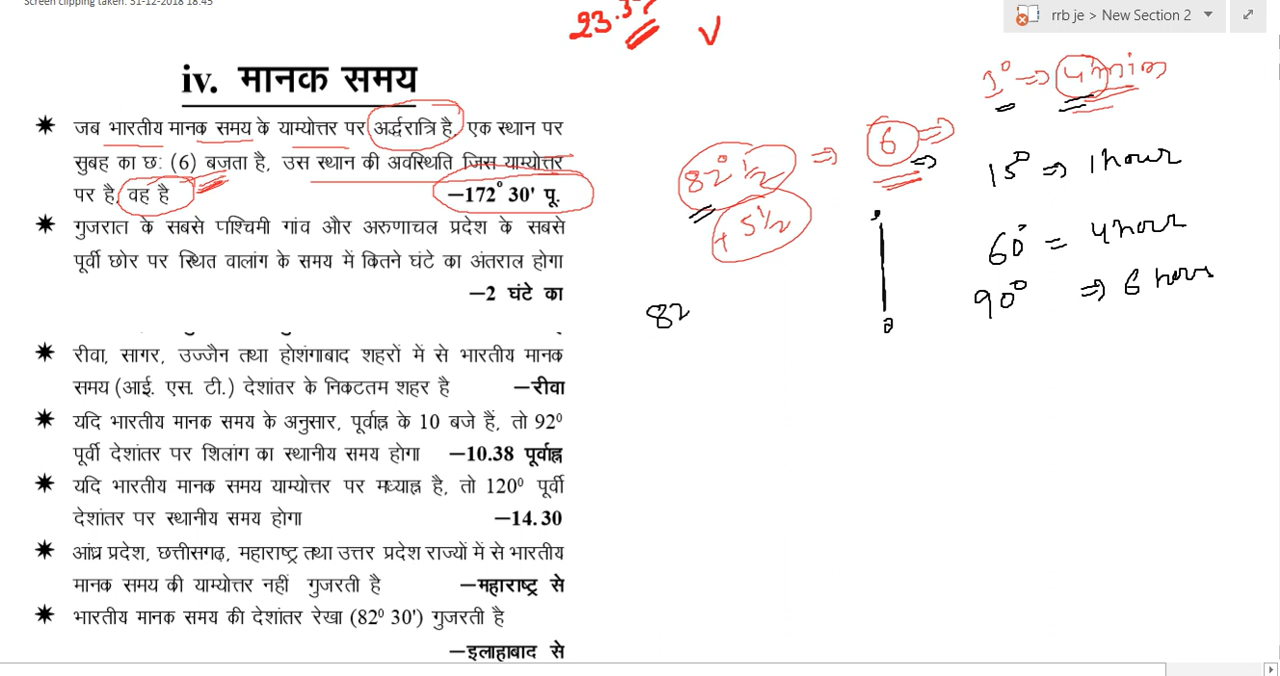 Screen clipping taken: 31-12-2018 18:45
rrb je > New Section 2
iv. मानक समय
जब भारतीय मानक समय के याम्योत्तर पर अर्द्धरात्रि है, एक स्थान पर
सुबह का छः (6) बजता है, उस स्थान की अवस्थिति जिस याम्योत्तर
पर है, वह है –172° 30' पू.
गुजरात के सबसे पश्चिमी गांव और अरुणाचल प्रदेश के सबसे
पूर्वी छोर पर स्थित वालांग के समय में कितने घंटे का अंतराल होगा
–2 घंटे का
रीवा, सागर, उज्जैन तथा होशंगाबाद शहरों में से भारतीय मानक
समय (आई. एस. टी.) देशांतर के निकटतम शहर है –रीवा
यदि भारतीय मानक समय के अनुसार, पूर्वाह्न के 10 बजे हैं, तो 92°
पूर्वी देशांतर पर शिलांग का स्थानीय समय होगा –10.38 पूर्वाह्न
यदि भारतीय मानक समय याम्योत्तर पर मध्याह्न है, तो 120° पूर्वी
देशांतर पर स्थानीय समय होगा –14.30
आंध्र प्रदेश, छत्तीसगढ़, महाराष्ट्र तथा उत्तर प्रदेश राज्यों में से भारतीय
मानक समय की याम्योत्तर नहीं गुजरती है –महाराष्ट्र से
भारतीय मानक समय की देशांतर रेखा (82° 30') गुजरती है
–इलाहाबाद से
1° => 4 min
82° 1/2 => 6 =>
+ 5 1/2
15° => 1 hour
60° = 4 hour
90° => 6 hours
82